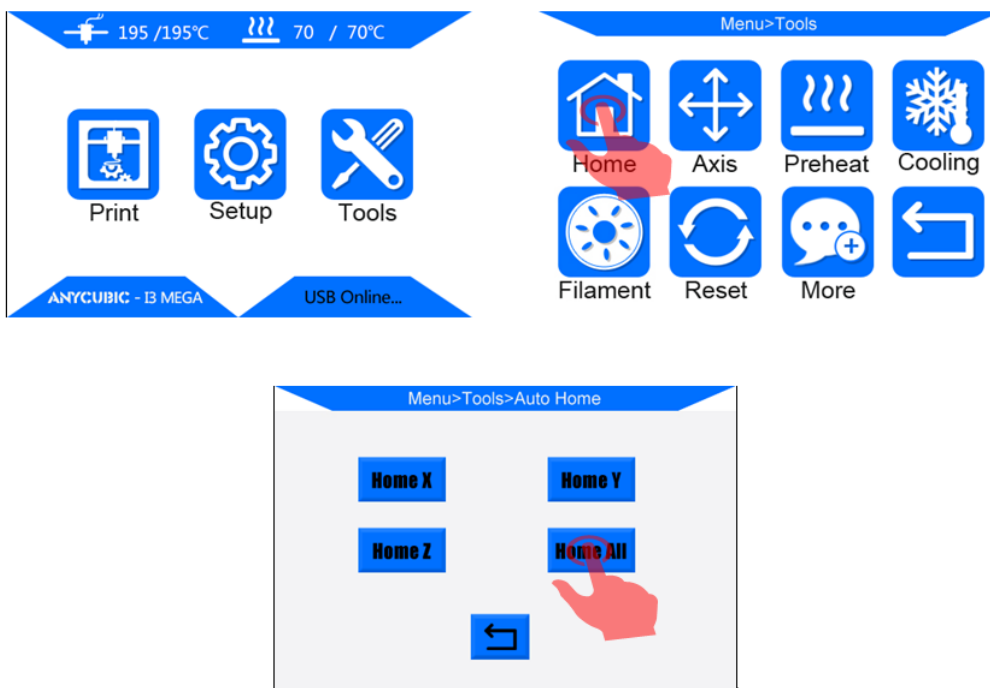 195 /195℃ 70 / 70℃
Print Setup Tools
ANYCUBIC - I3 MEGA USB Online...
Menu>Tools
Home Axis Preheat Cooling
Filament Reset More
Menu>Tools>Auto Home
Home X Home Y
Home Z Home All